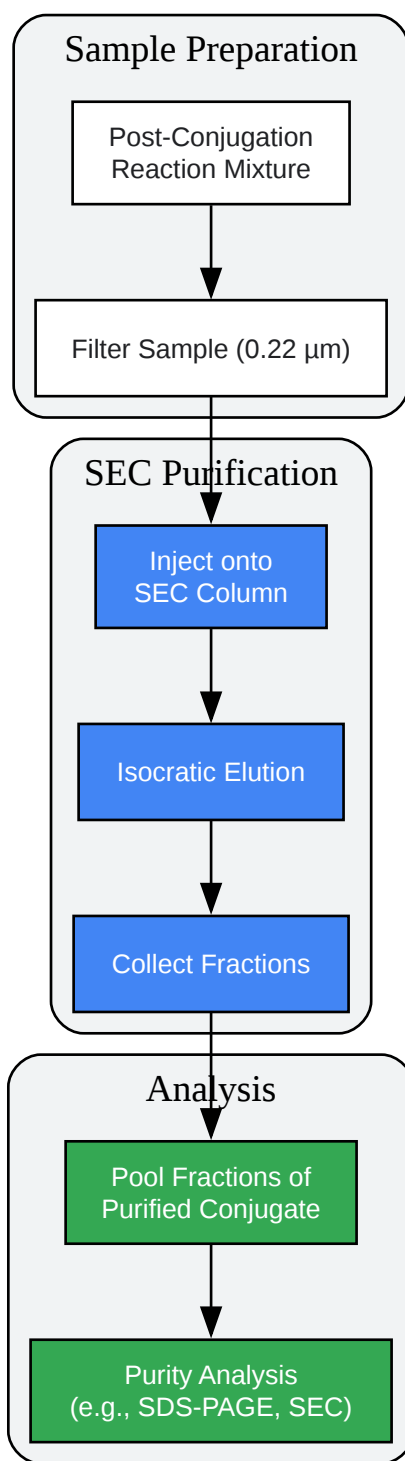 Sample Preparation
Post-Conjugation
Reaction Mixture
Filter Sample (0.22 µm)
SEC Purification
Inject onto
SEC Column
Isocratic Elution
Collect Fractions
Analysis
Pool Fractions of
Purified Conjugate
Purity Analysis
(e.g., SDS-PAGE, SEC)